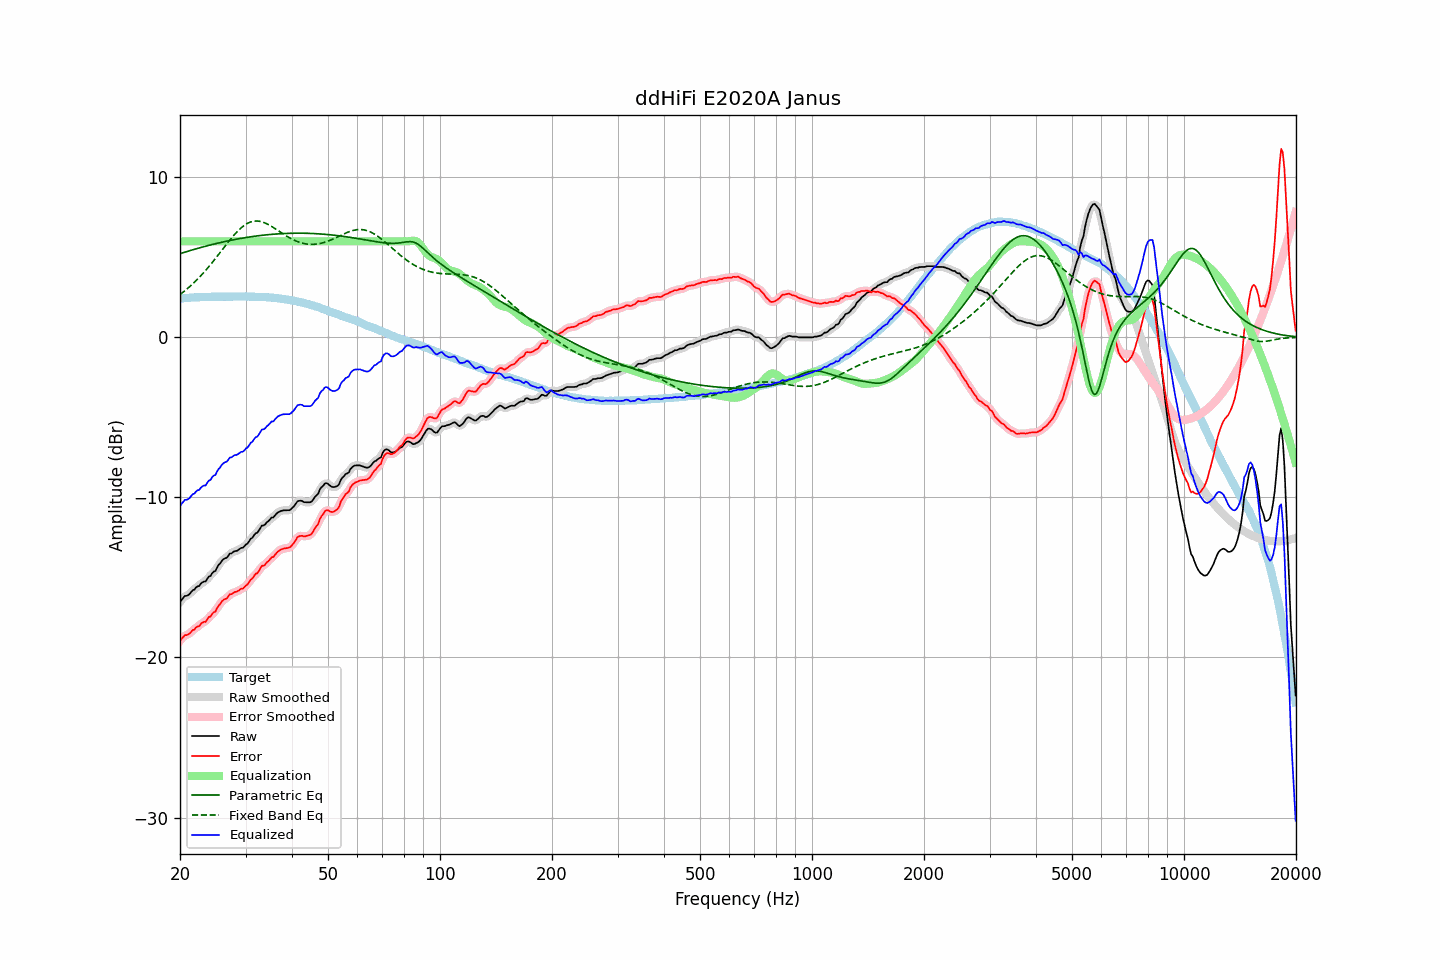 ddHiFi E2020A Janus
Amplitude (dBr)
10
0
−10
−20
−30
Target
Raw Smoothed
Error Smoothed
Raw
Error
Equalization
Parametric Eq
Fixed Band Eq
Equalized
20 50 100 200 500 1000 2000 5000 10000 20000
Frequency (Hz)